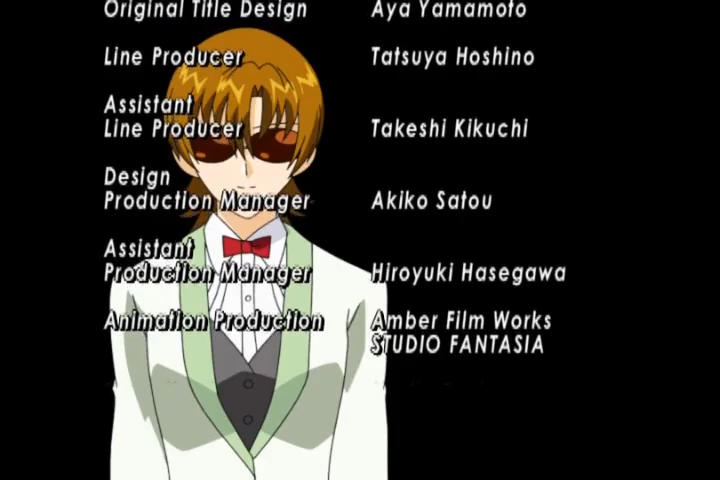 Original Title Design Aya Yamamoto
Line Producer Tatsuya Hoshino
Assistant
Line Producer Takeshi Kikuchi
Design
Production Manager Akiko Satou
Assistant
Production Manager Hiroyuki Hasegawa
Animation Production Amber Film Works
STUDIO FANTASIA